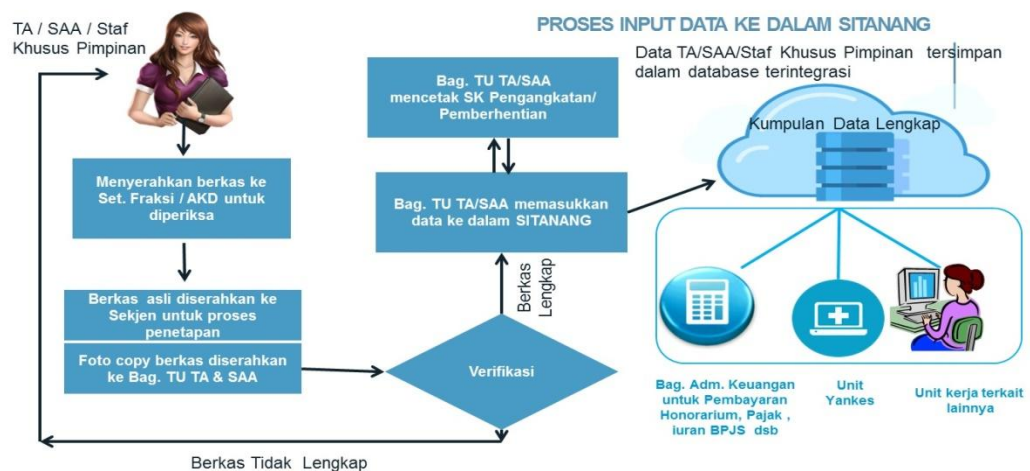 PROSES INPUT DATA KE DALAM SITANANG
TA / SAA / Staf
Khusus Pimpinan
Menyerahkan berkas ke
Set. Fraksi / AKD untuk
diperiksa
Berkas asli diserahkan ke
Sekjen untuk proses
penetapan
Foto copy berkas diserahkan
ke Bag. TU TA & SAA
Verifikasi
Berkas Tidak Lengkap
Berkas
Lengkap
Bag. TU TA/SAA memasukkan
data ke dalam SITANANG
Bag. TU TA/SAA
mencetak SK Pengangkatan/
Pemberhentian
Data TA/SAA/Staf Khusus Pimpinan tersimpan
dalam database terintegrasi
Kumpulan Data Lengkap
Bag. Adm. Keuangan
untuk Pembayaran
Honorarium, Pajak ,
iuran BPJS dsb
Unit
Yankes
Unit kerja terkait
lainnya